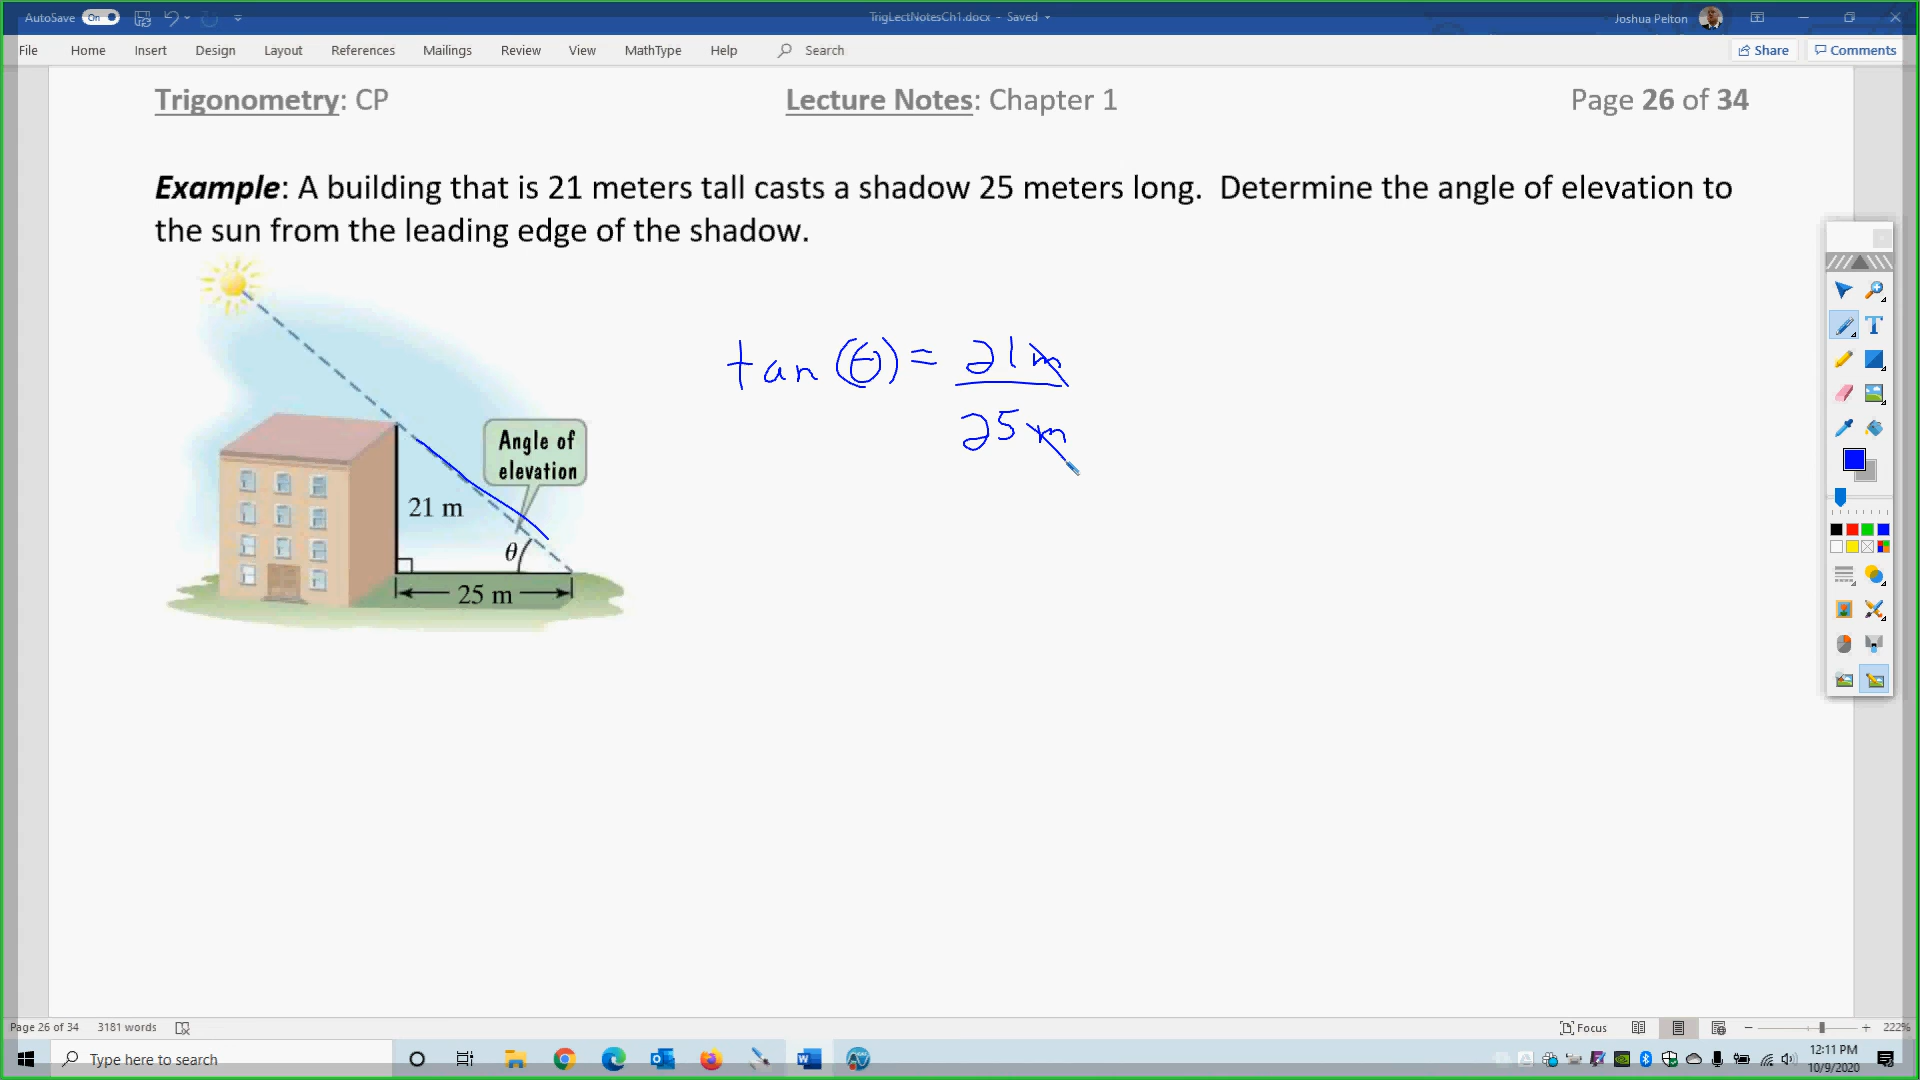 AutoSave On TrigLectNotesCh1.docx - Saved Joshua Pelton
File Home Insert Design Layout References Mailings Review View MathType Help Search Share Comments
Trigonometry: CP Lecture Notes: Chapter 1 Page 26 of 34
Example: A building that is 21 meters tall casts a shadow 25 meters long. Determine the angle of elevation to
the sun from the leading edge of the shadow.
tan (θ) = 21m
25m
Angle of
elevation
21 m
θ
25 m
T
Page 26 of 34 3181 words Focus 222%
Type here to search 12:11 PM
10/9/2020